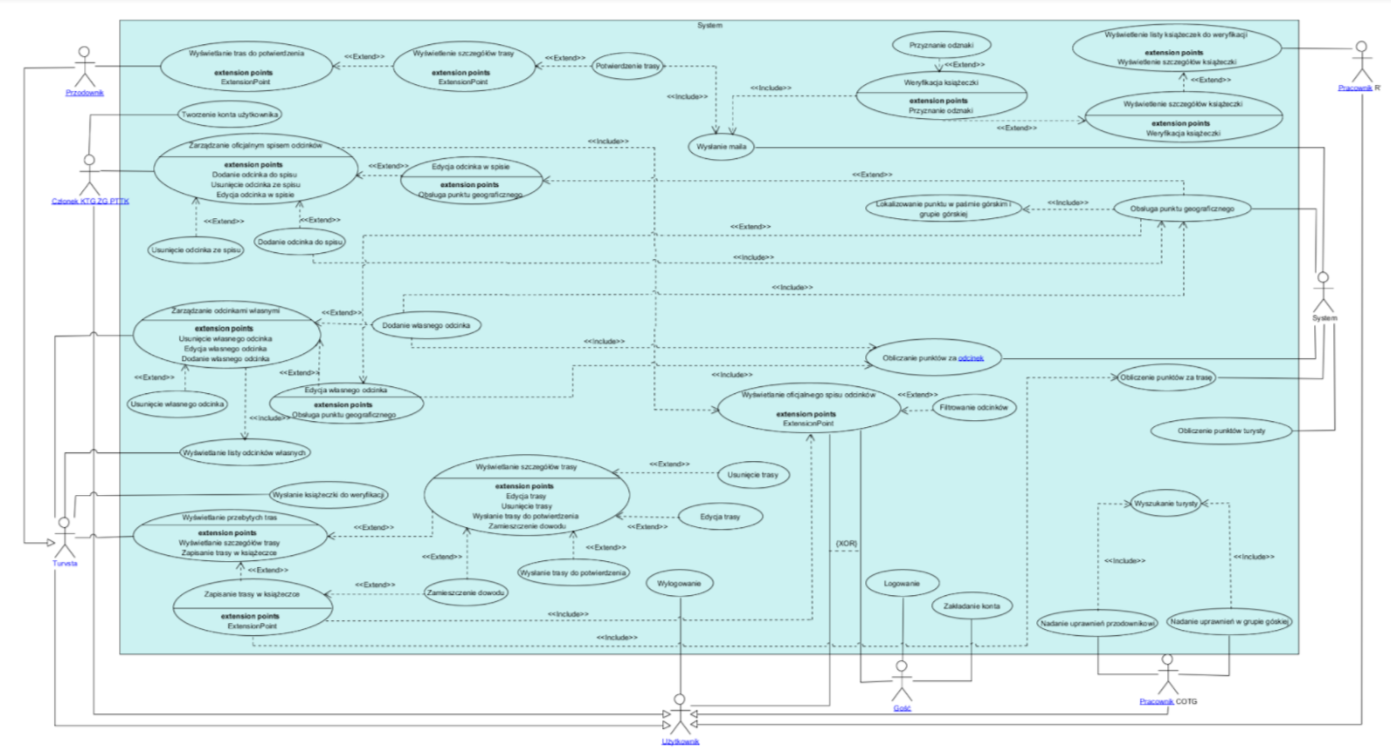 System
Wyświetlanie tras do potwierdzenia
extension points
ExtensionPoint
<<Extend>>
Wyświetlanie szczegółów trasy
extension points
ExtensionPoint
<<Extend>>
Potwierdzenie trasy
<<Include>>
Przyznanie odznaki
<<Extend>>
Weryfikacja książeczki
extension points
Przyznanie odznaki
<<Include>>
<<Extend>>
Wyświetlenie listy książeczek do weryfikacji
extension points
Wyświetlenie szczegółów książeczki
<<Extend>>
Wyświetlenie szczegółów książeczki
extension points
Weryfikacja książeczki
Przodownik
Pracownik R
Tworzenie konta użytkownika
Członek KTG ZG PTTK
Zarządzanie oficjalnym spisem odcinków
extension points
Dodanie odcinka do spisu
Usunięcie odcinka ze spisu
Edycja odcinka w spisie
<<Extend>>
Edycja odcinka w spisie
extension points
Obsługa punktu geograficznego
<<Include>>
Wysłanie maila
<<Extend>>
Lokalizowanie punktu w paśmie górskim i
grupie górskiej
<<Include>>
Obsługa punktu geograficznego
<<Extend>>
<<Extend>>
Usunięcie odcinka ze spisu
Dodanie odcinka do spisu
<<Extend>>
<<Include>>
<<Include>>
System
Zarządzanie odcinkami własnymi
extension points
Usunięcie własnego odcinka
Edycja własnego odcinka
Dodanie własnego odcinka
<<Extend>>
Dodanie własnego odcinka
<<Include>>
Obliczanie punktów za odcinek
<<Extend>>
<<Extend>>
Usunięcie własnego odcinka
<<Include>>
Edycja własnego odcinka
extension points
Obsługa punktu geograficznego
<<Include>>
Obliczenie punktów za trasę
Wyświetlanie oficjalnego spisu odcinków
extension points
ExtensionPoint
<<Extend>>
Filtrowanie odcinków
Obliczenie punktów turysty
Wyświetlanie listy odcinków własnych
Wysłanie książeczki do weryfikacji
Wyświetlanie szczegółów trasy
extension points
Edycja trasy
Usunięcie trasy
Wysłanie trasy do potwierdzenia
Zamieszczenie dowodu
<<Extend>>
Usunięcie trasy
<<Extend>>
Edycja trasy
Wyszukanie turysty
Turysta
Wyświetlanie przebytych tras
extension points
Wyświetlenie szczegółów trasy
Zapisanie trasy w książeczce
<<Extend>>
<<Extend>>
<<Extend>>
<<Extend>>
Wysłanie trasy do potwierdzenia
(XOR)
<<Include>>
<<Include>>
Zapisanie trasy w książeczce
extension points
ExtensionPoint
<<Extend>>
Zamieszczenie dowodu
Wylogowanie
Logowanie
Zakładanie konta
<<Include>>
<<Include>>
Nadanie uprawnień przodownikowi
Nadanie uprawnień w grupie góskiej
Użytkownik
Gość
Pracownik COTG